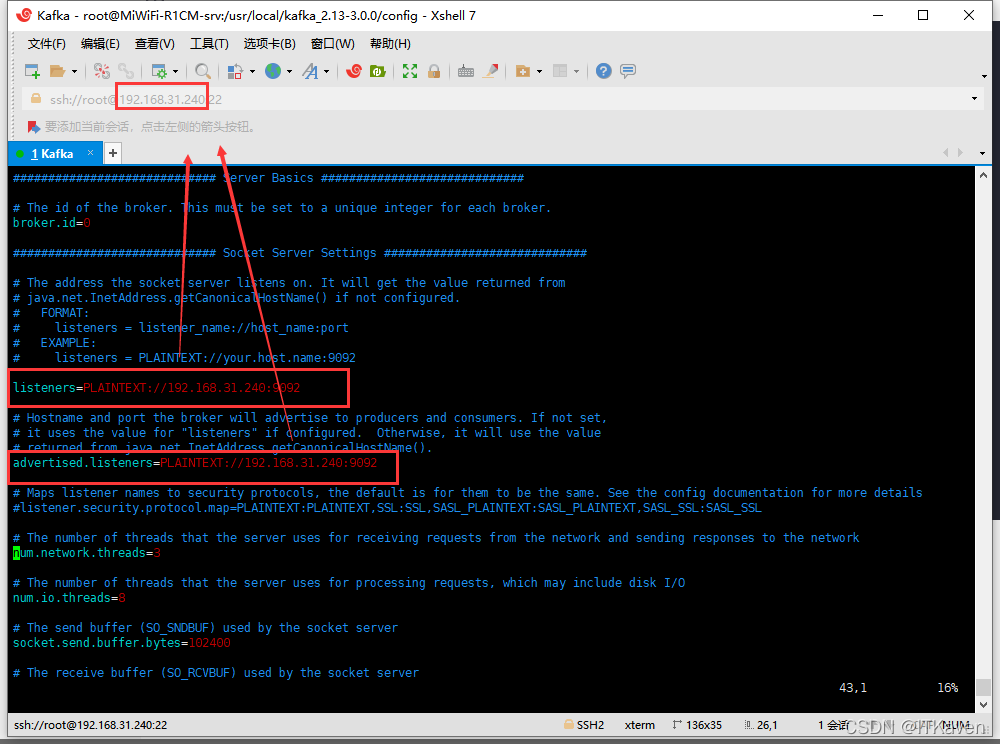 Kafka - root@MiWiFi-R1CM-srv:/usr/local/kafka_2.13-3.0.0/config - Xshell 7
文件(F) 编辑(E) 查看(V) 工具(T) 选项卡(B) 窗口(W) 帮助(H)
ssh://root@192.168.31.240:22
要添加当前会话，点击左侧的箭头按钮。
1 Kafka × +
############################# Server Basics #############################
# The id of the broker. This must be set to a unique integer for each broker.
broker.id=0
############################# Socket Server Settings #############################
# The address the socket server listens on. It will get the value returned from
# java.net.InetAddress.getCanonicalHostName() if not configured.
#   FORMAT:
#     listeners = listener_name://host_name:port
#   EXAMPLE:
#     listeners = PLAINTEXT://your.host.name:9092
listeners=PLAINTEXT://192.168.31.240:9092
# Hostname and port the broker will advertise to producers and consumers. If not set,
# it uses the value for "listeners" if configured.  Otherwise, it will use the value
# returned from java.net.InetAddress.getCanonicalHostName().
advertised.listeners=PLAINTEXT://192.168.31.240:9092
# Maps listener names to security protocols, the default is for them to be the same. See the config documentation for more details
#listener.security.protocol.map=PLAINTEXT:PLAINTEXT,SSL:SSL,SASL_PLAINTEXT:SASL_PLAINTEXT,SASL_SSL:SASL_SSL
# The number of threads that the server uses for receiving requests from the network and sending responses to the network
num.network.threads=3
# The number of threads that the server uses for processing requests, which may include disk I/O
num.io.threads=8
# The send buffer (SO_SNDBUF) used by the socket server
socket.send.buffer.bytes=102400
# The receive buffer (SO_RCVBUF) used by the socket server
43,1 16%
ssh://root@192.168.31.240:22 SSH2 xterm 136x35 26,1 1 会话 NUM
CSDN @ITKaven